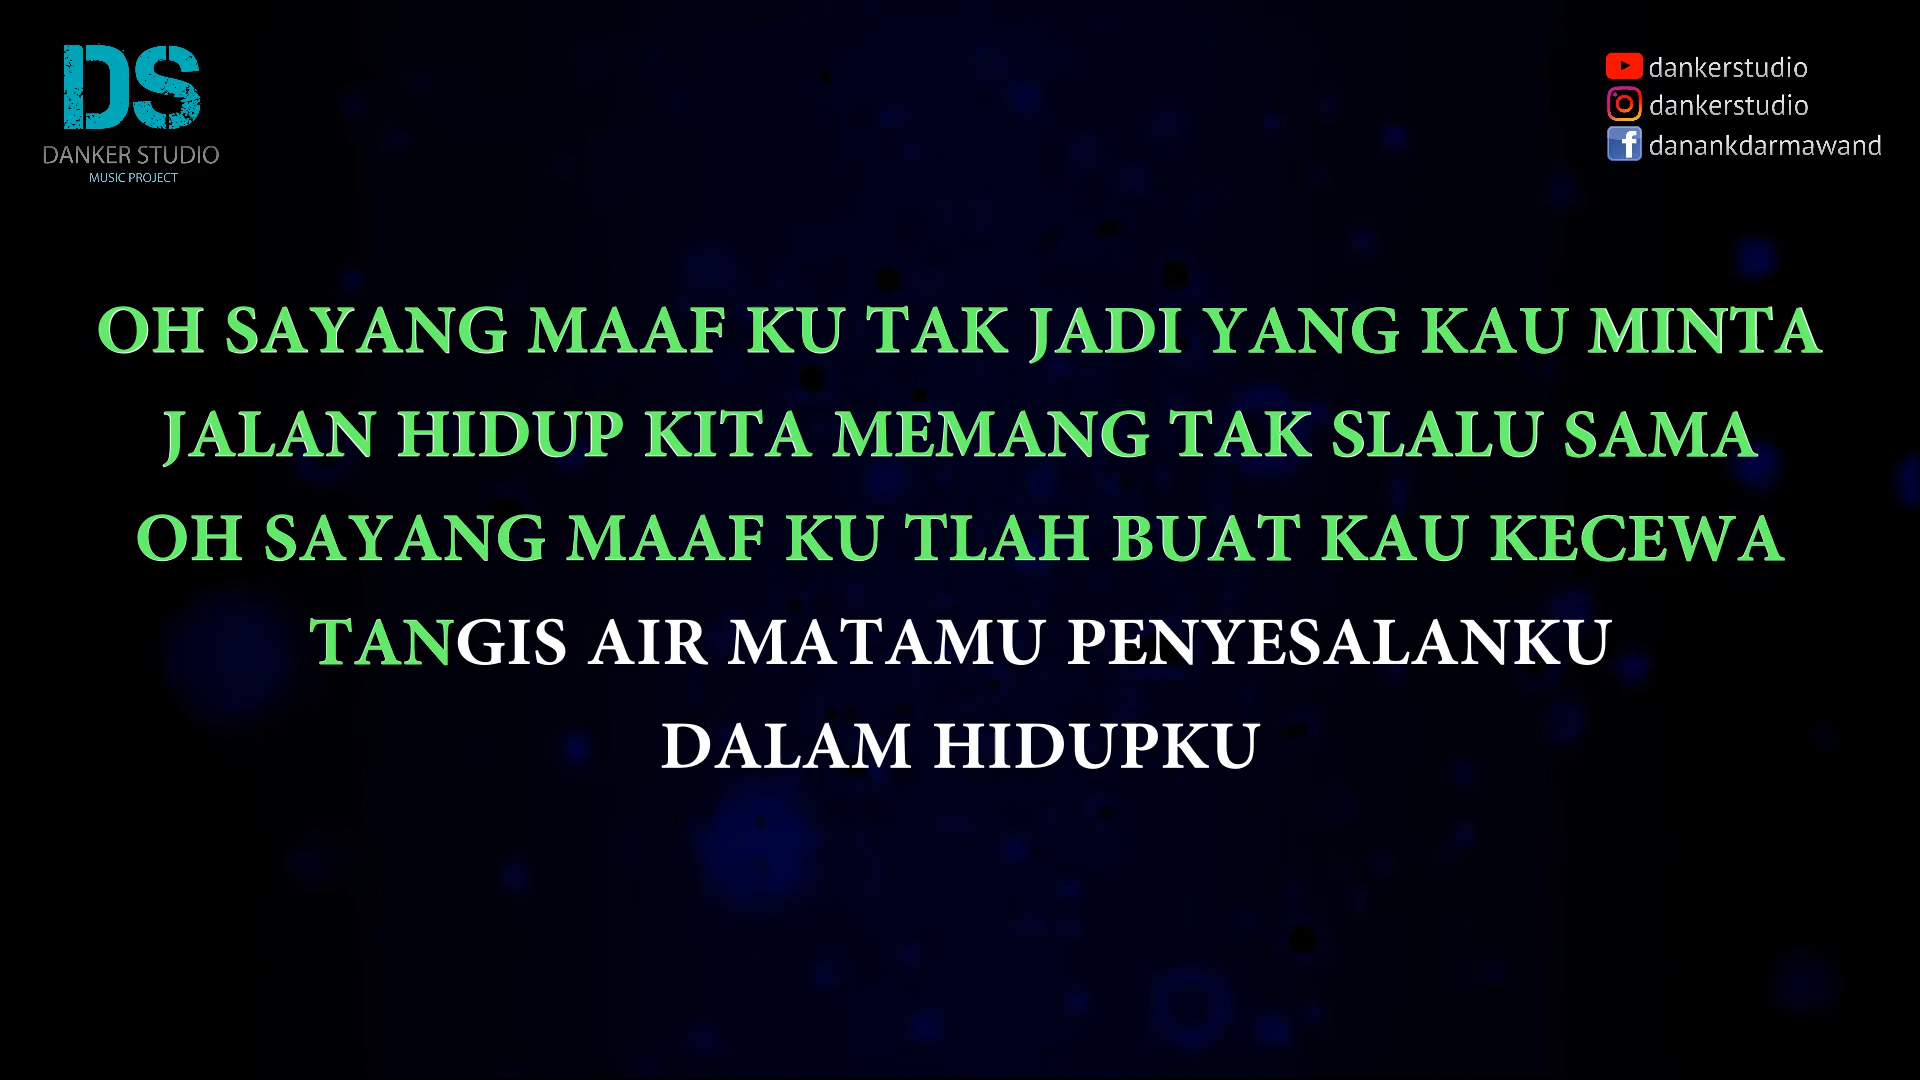 DS
DANKER STUDIO
MUSIC PROJECT
dankerstudio
dankerstudio
danankdarmawand
OH SAYANG MAAF KU TAK JADI YANG KAU MINTA
JALAN HIDUP KITA MEMANG TAK SLALU SAMA
OH SAYANG MAAF KU TLAH BUAT KAU KECEWA
TANGIS AIR MATAMU PENYESALANKU
DALAM HIDUPKU